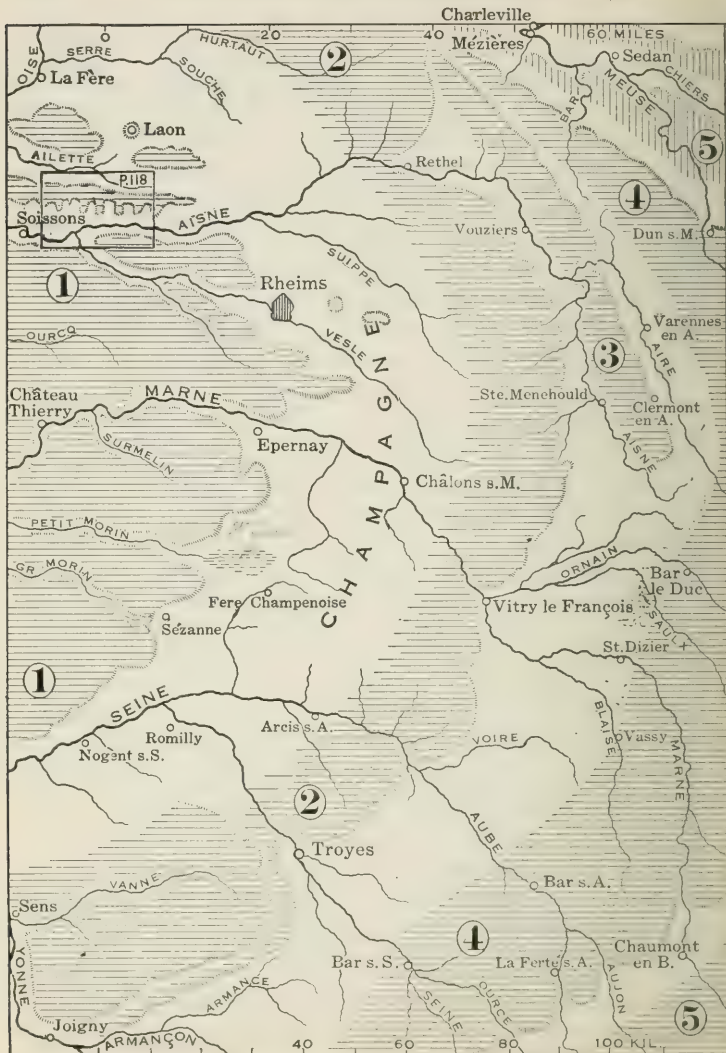 Charleville
0 20 40 60 MILES
Mézières
OISE
SERRE
HURTAUT
2
Sedan
La Fère
SOUCHE
BAR
MEUSE
CHIERS
Laon
5
AILETTE
P.118
Rethel
4
Soissons
AISNE
Vouziers
Dun s.M.
1
SUIPPE
Rheims
OURCQ
VESLE
3
Varennes
en A.
AIRE
Château
Thierry
MARNE
Ste. Menehould
Clermont
en A.
SURMELIN
Epernay
AISNE
CHAMPAGNE
Châlons s.M.
PETIT MORIN
GR. MORIN
ORNAIN
Bar
le Duc
Fere Champenoise
Vitry le François
SAULX
Sézanne
St. Dizier
1
SEINE
Arcis s.A.
BLAISE
Vassy
MARNE
Romilly
Nogent s.S.
VOIRE
2
AUBE
Troyes
VANNE
Bar s.A.
Sens
4
YONNE
Bar s.S.
La Ferté s.A.
AUJON
Chaumont
en B.
ARMANCE
SEINE
OURCE
5
Joigny
ARMANÇON
20 40 60 80 100 KIL.